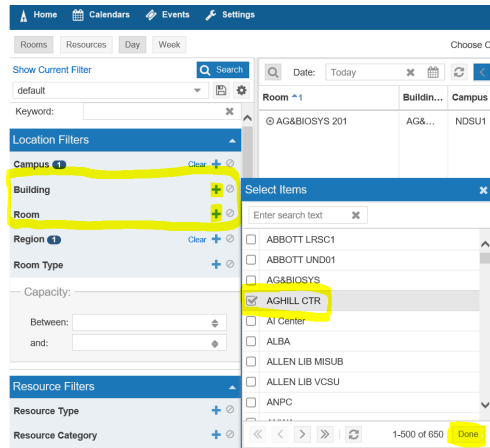 Home Calendars Events Settings
Rooms Resources Day Week
Choose
Show Current Filter Search
default
Keyword:
Location Filters
Campus 1 Clear
Building
Room
Region 1 Clear
Room Type
Capacity:
Between:
and:
Resource Filters
Resource Type
Resource Category
Date: Today
Room 1 Buildin... Campus
AG&BIOSYS 201 AG&... NDSU1
Select Items
Enter search text
ABBOTT LRSC1
ABBOTT UND01
AG&BIOSYS
AGHILL CTR
AI Center
ALBA
ALLEN LIB MISUB
ALLEN LIB VCSU
ANPC
1-500 of 650 Done